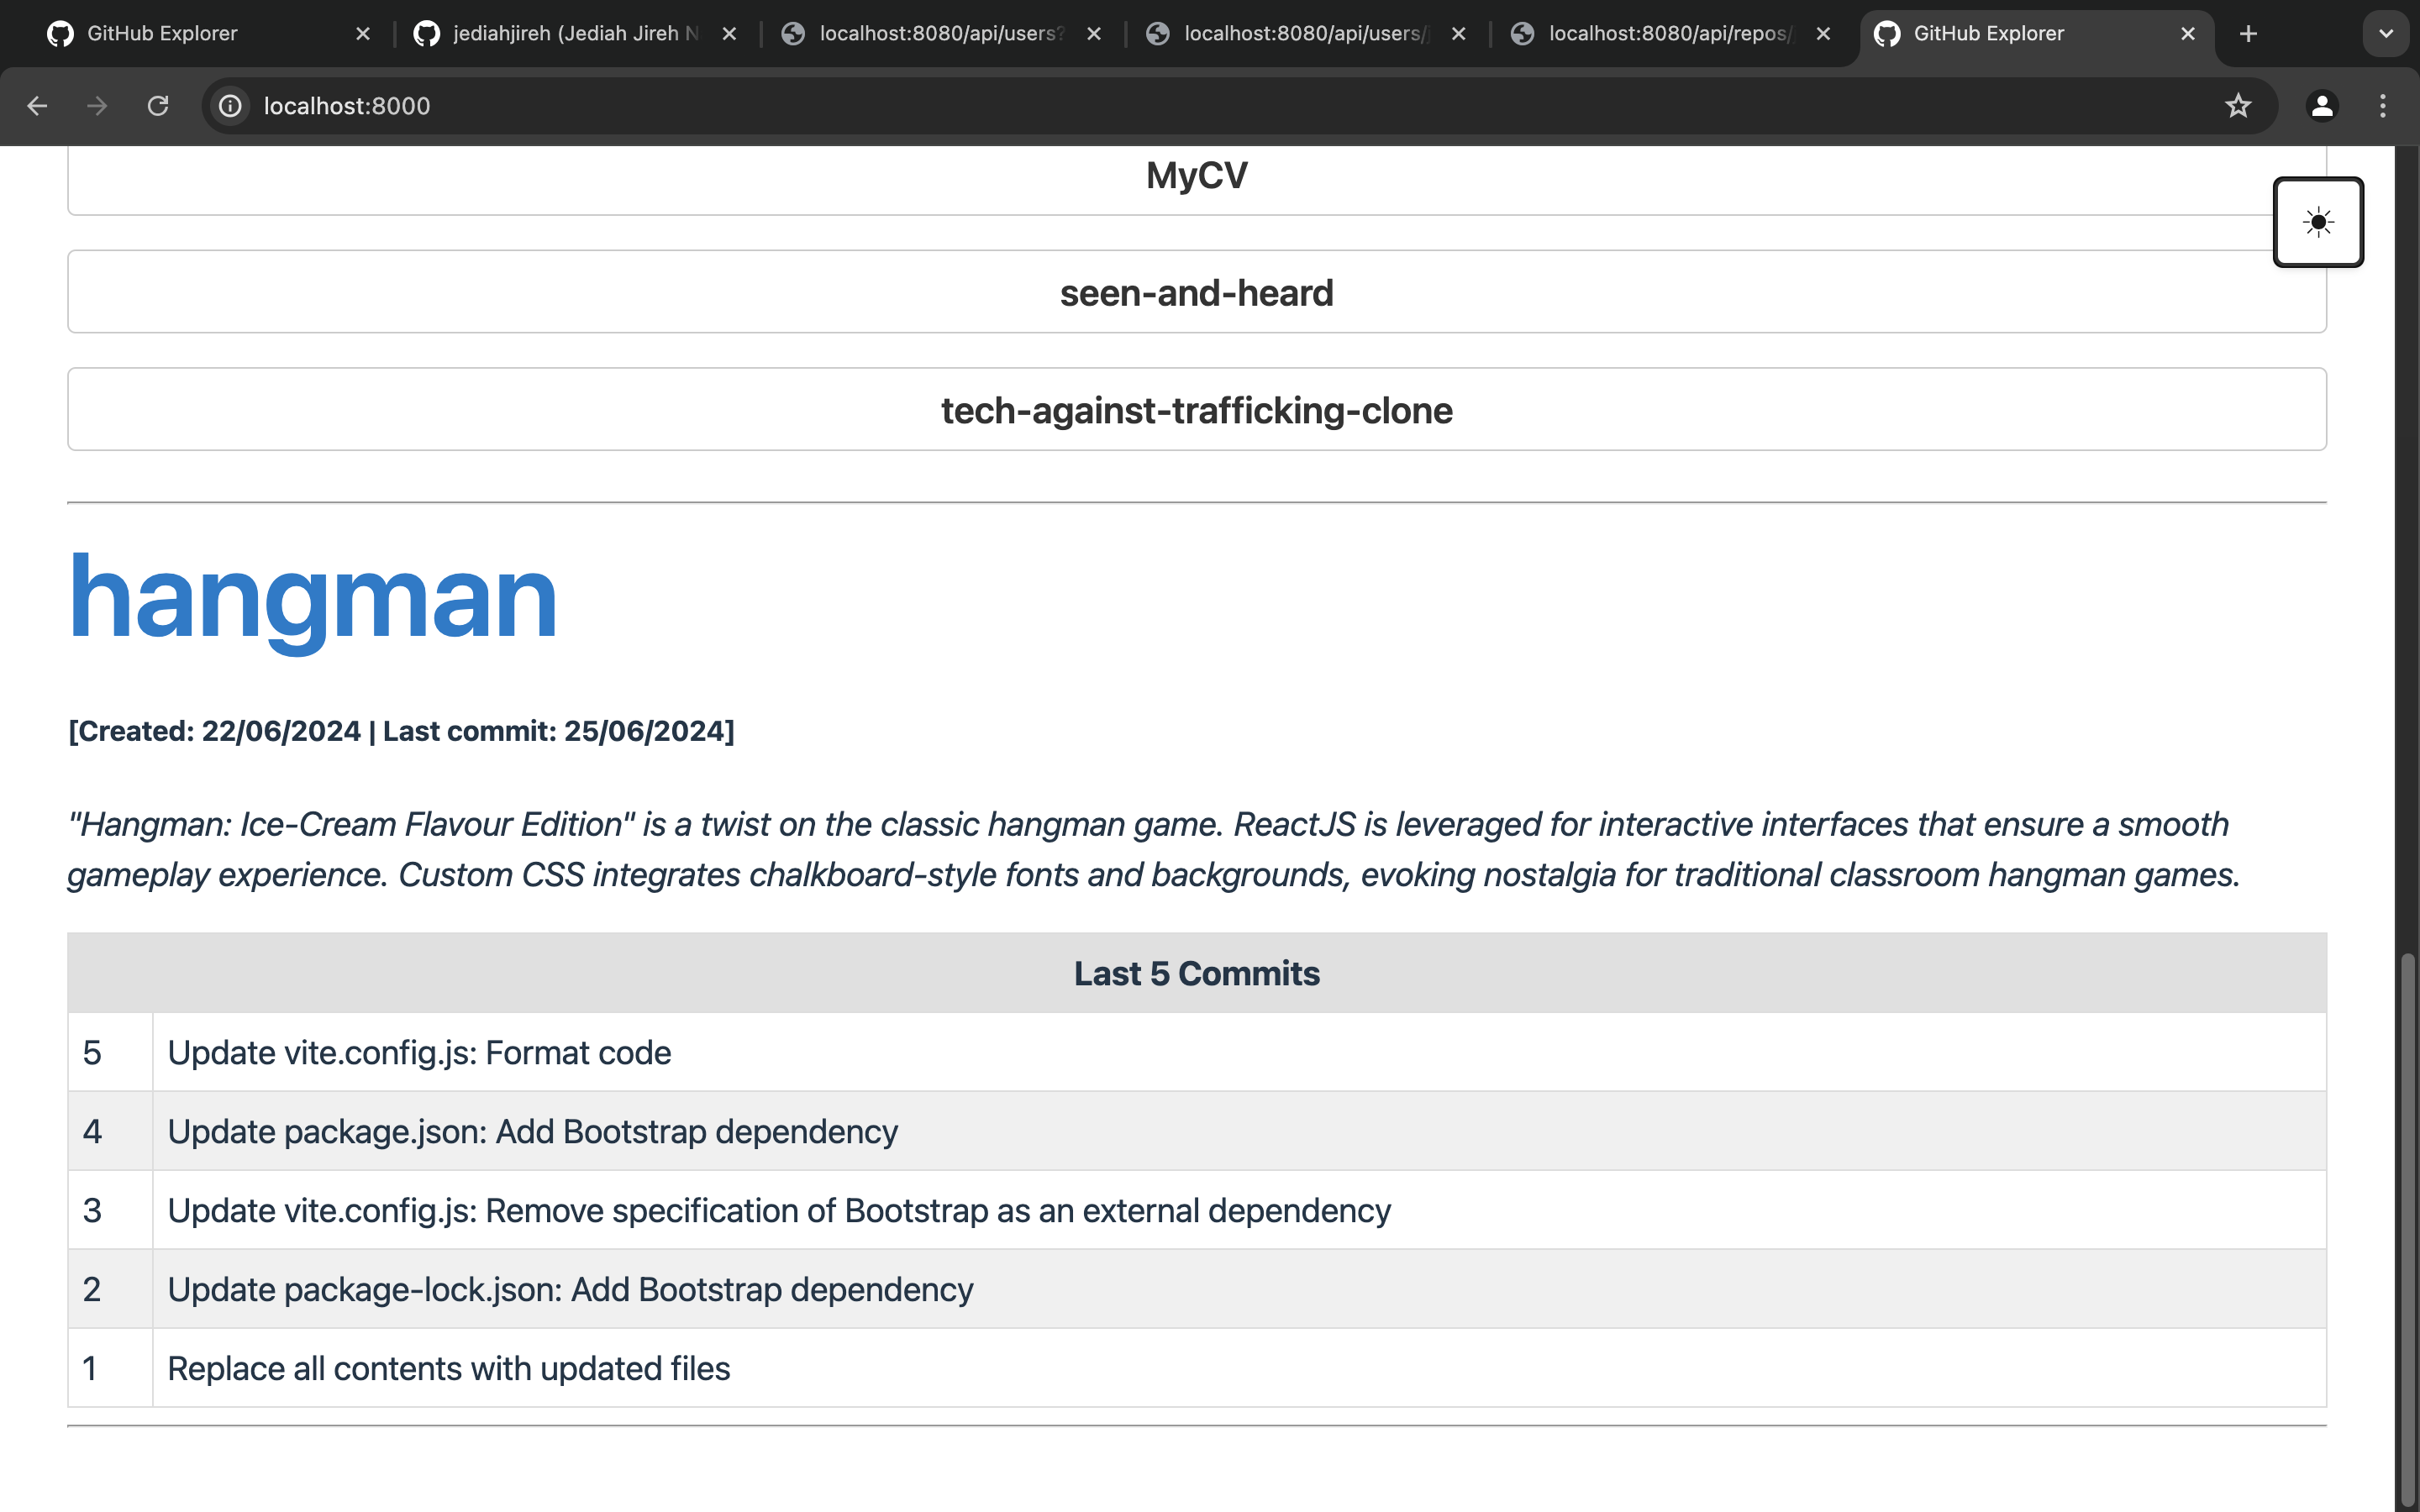 GitHub Explorer
jediahjireh (Jediah Jireh N
localhost:8080/api/users?
localhost:8080/api/users/
localhost:8080/api/repos/
GitHub Explorer
localhost:8000
MyCV
seen-and-heard
tech-against-trafficking-clone
hangman
[Created: 22/06/2024 | Last commit: 25/06/2024]
"Hangman: Ice-Cream Flavour Edition" is a twist on the classic hangman game. ReactJS is leveraged for interactive interfaces that ensure a smooth
gameplay experience. Custom CSS integrates chalkboard-style fonts and backgrounds, evoking nostalgia for traditional classroom hangman games.
Last 5 Commits
5 Update vite.config.js: Format code
4 Update package.json: Add Bootstrap dependency
3 Update vite.config.js: Remove specification of Bootstrap as an external dependency
2 Update package-lock.json: Add Bootstrap dependency
1 Replace all contents with updated files